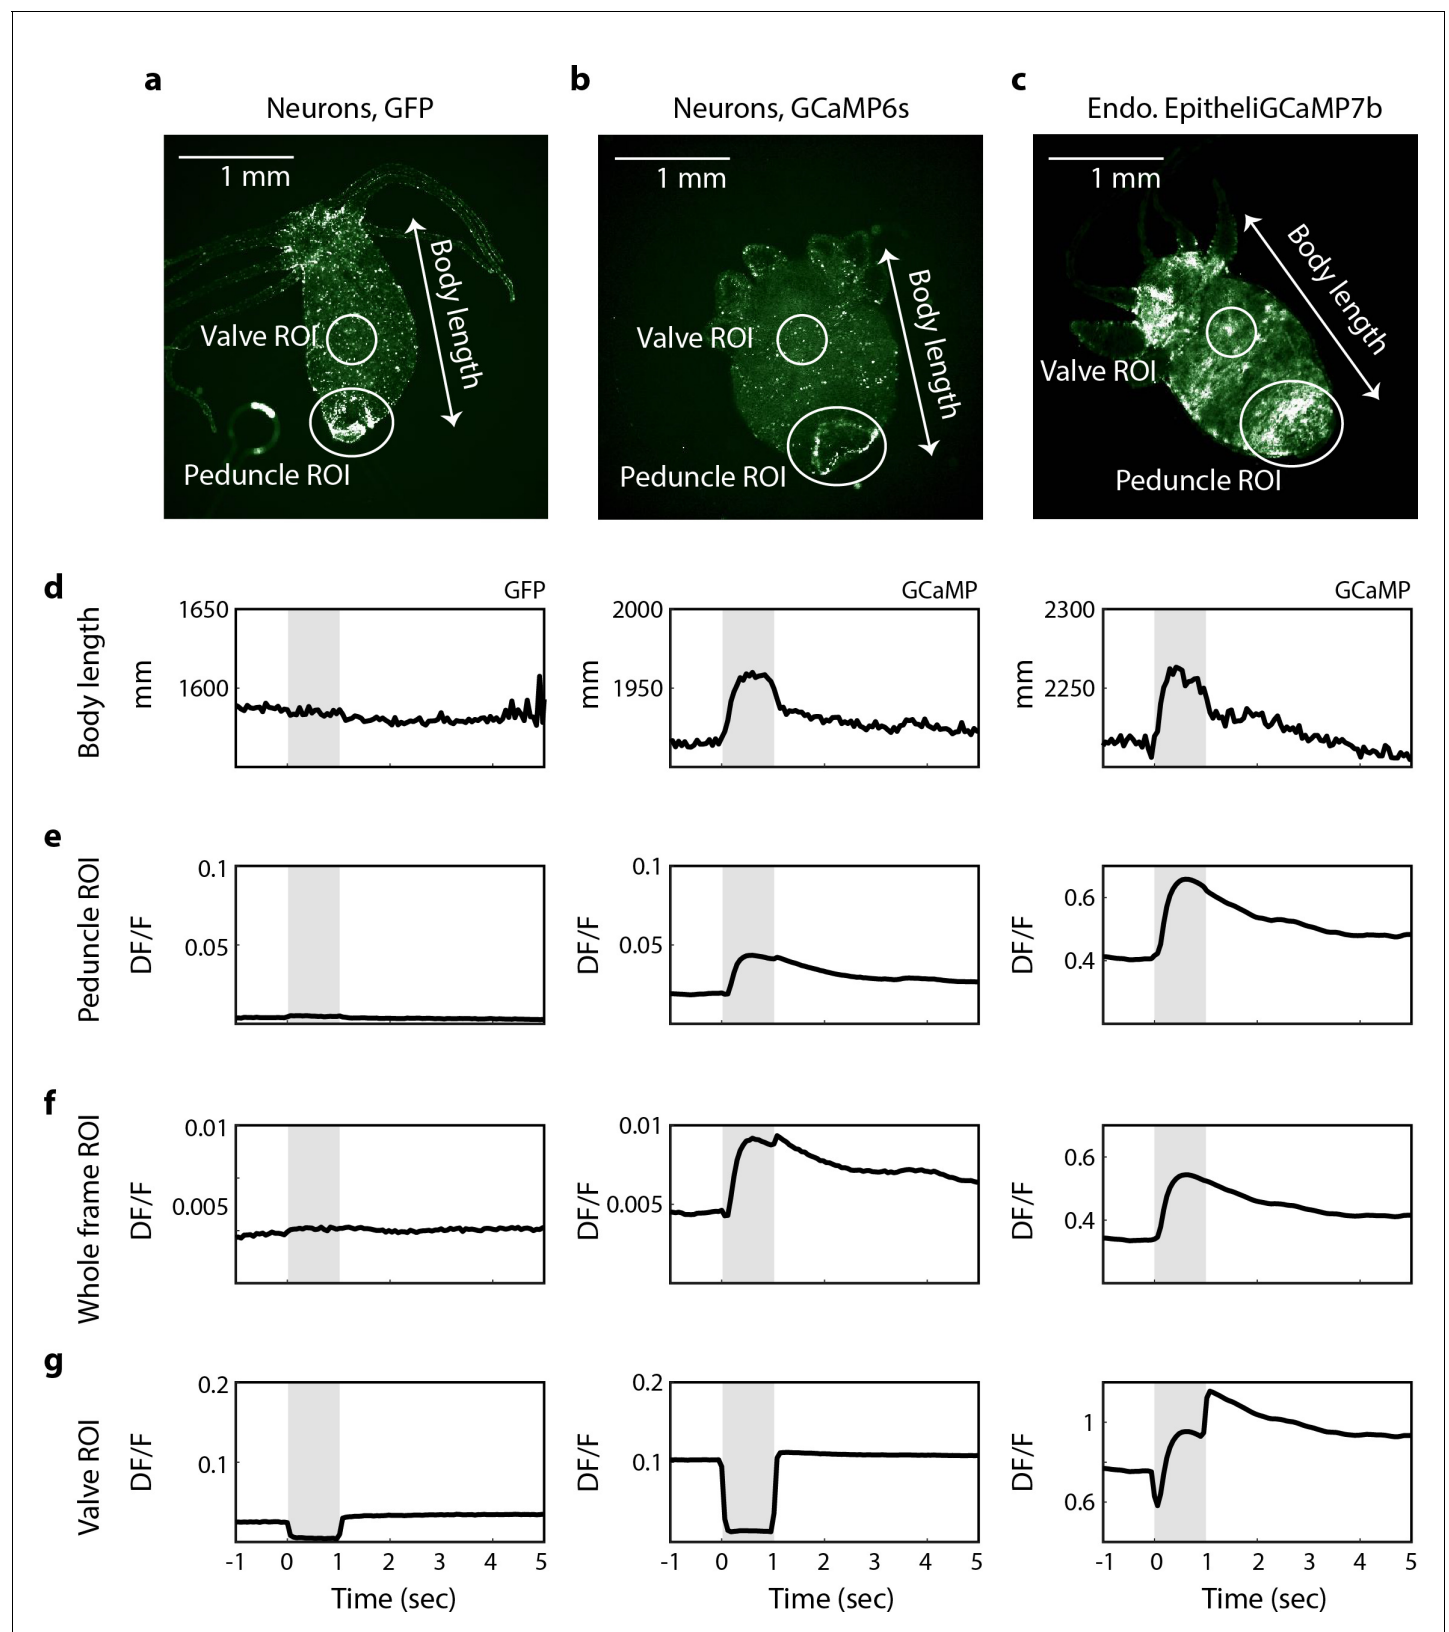 a
b
c
Neurons, GFP
Neurons, GCaMP6s
Endo. EpitheliGCaMP7b
1 mm
Body length
Valve ROI
Peduncle ROI
1 mm
Body length
Valve ROI
Peduncle ROI
1 mm
Body length
Valve ROI
Peduncle ROI
d
Body length
GFP
mm
1650
1600
GCaMP
mm
2000
1950
GCaMP
mm
2300
2250
e
Peduncle ROI
DF/F
0.1
0.05
DF/F
0.1
0.05
DF/F
0.6
0.4
f
Whole frame ROI
DF/F
0.01
0.005
DF/F
0.01
0.005
DF/F
0.6
0.4
g
Valve ROI
DF/F
0.2
0.1
DF/F
0.2
0.1
DF/F
1
0.6
-1 0 1 2 3 4 5
-1 0 1 2 3 4 5
-1 0 1 2 3 4 5
Time (sec)
Time (sec)
Time (sec)